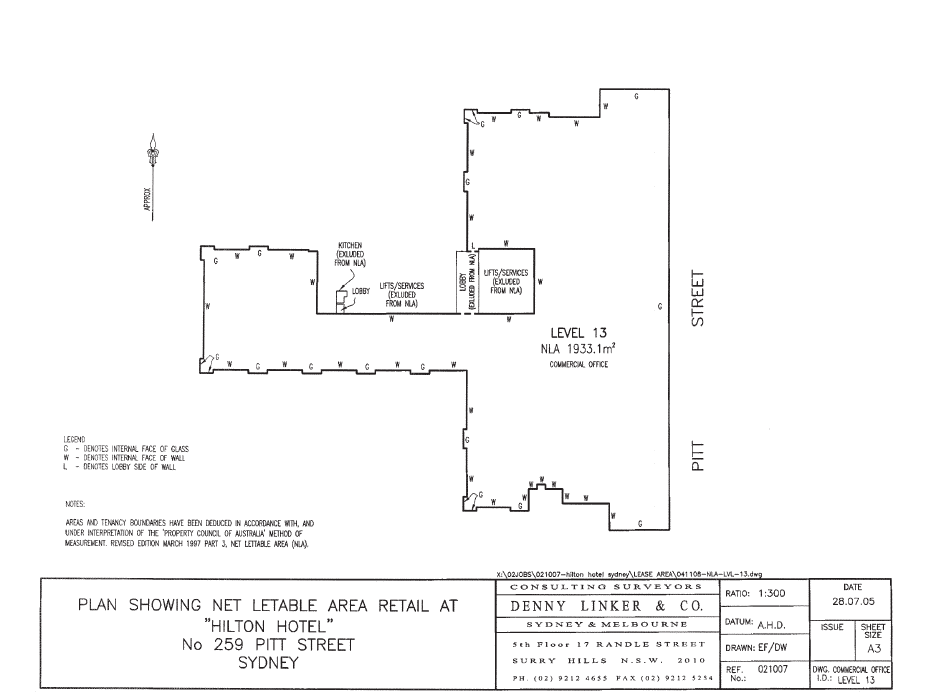 G
W
G
W
G
W
W
W
G
W
L
W
W
W
APPROX
KITCHEN
(EXLUDED
FROM NLA)
LOBBY
LIFTS/SERVICES
(EXLUDED
FROM NLA)
LOBBY
(EXLUDED FROM NLA)
LIFTS/SERVICES
(EXLUDED
FROM NLA)
G
W
G
W
W
W
W
G
LEVEL 13
NLA 1933.1m²
COMMERCIAL OFFICE
PITT STREET
G
W
G
W
G
W
G
W
G
W
W
G
W
G
W
G
W
W
W
W
W
W
W
G
LEGEND
G - DENOTES INTERNAL FACE OF GLASS
W - DENOTES INTERNAL FACE OF WALL
L - DENOTES LOBBY SIDE OF WALL
NOTES:
AREAS AND TENANCY BOUNDARIES HAVE BEEN DEDUCED IN ACCORDANCE WITH, AND
UNDER INTERPRETATION OF THE 'PROPERTY COUNCIL OF AUSTRALIA' METHOD OF
MEASUREMENT. REVISED EDITION MARCH 1997 PART 3, NET LETTABLE AREA (NLA).
X:\02JOBS\021007-hilton hotel sydney\LEASE AREA\041108-NLA-LVL-13.dwg
PLAN SHOWING NET LETABLE AREA RETAIL AT
"HILTON HOTEL"
No 259 PITT STREET
SYDNEY
CONSULTING SURVEYORS
DENNY LINKER & CO.
SYDNEY & MELBOURNE
5th Floor 17 RANDLE STREET
SURRY HILLS N.S.W. 2010
PH. (02) 9212 4655 FAX (02) 9212 5254
RATIO: 1:300
DATUM: A.H.D.
DRAWN: EF/DW
REF. No.: 021007
DATE
28.07.05
ISSUE
SHEET
SIZE
A3
DWG. COMMERCIAL OFFICE
I.D.: LEVEL 13